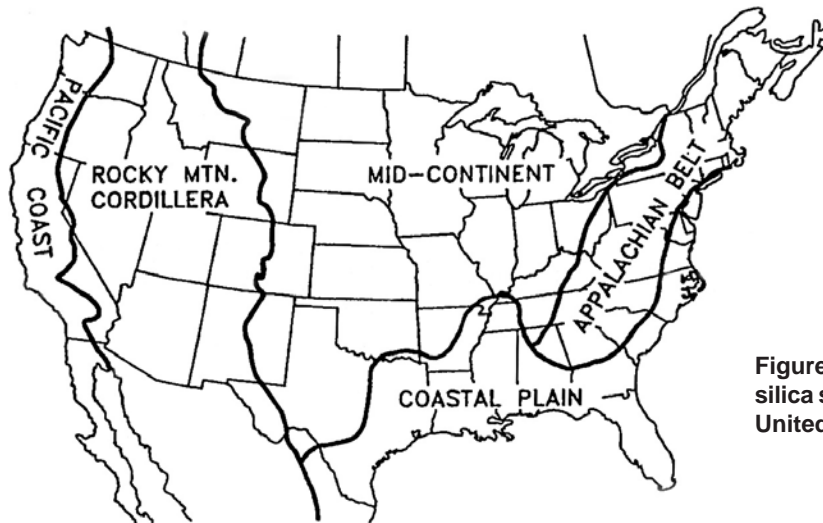 PACIFIC
COAST
ROCKY MTN.
CORDILLERA
MID-CONTINENT
APPALACHIAN BELT
COASTAL PLAIN
Figure
silica s
United